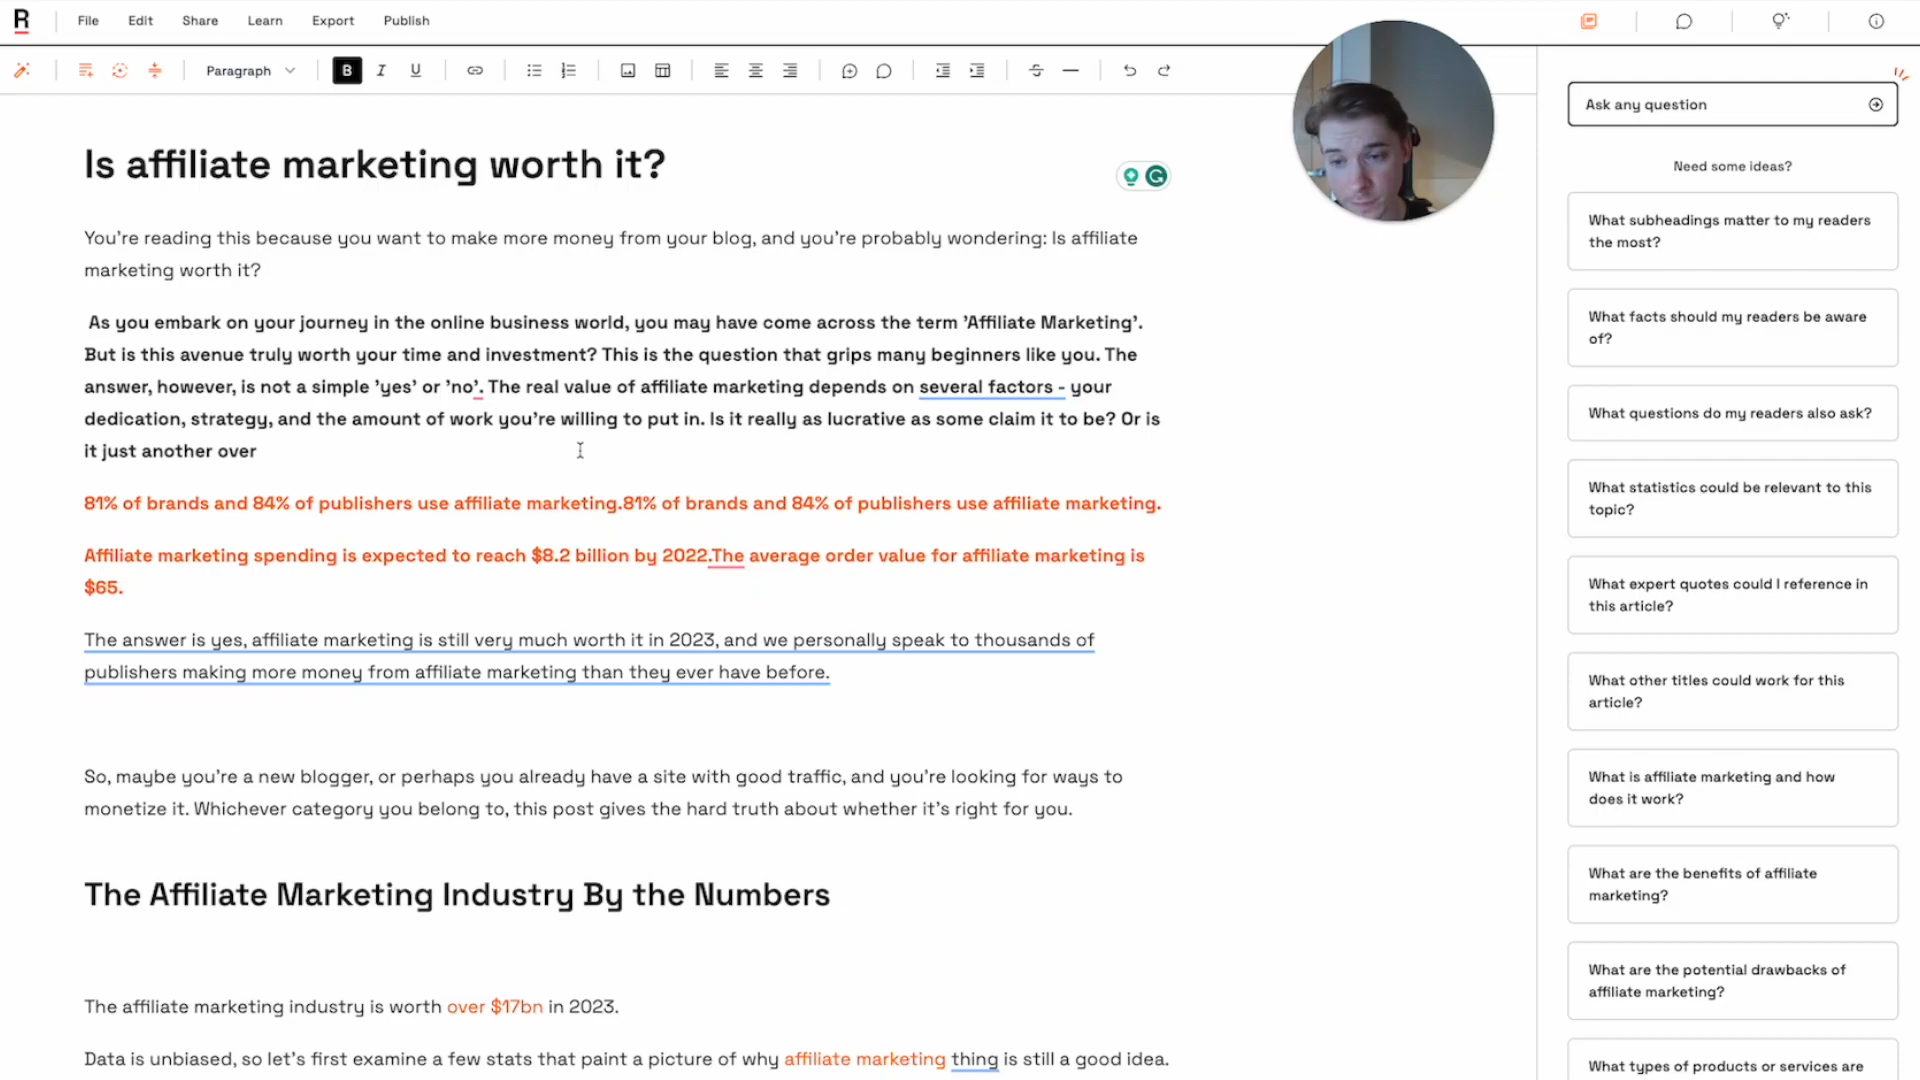 R File Edit Share Learn Export Publish
Paragraph B I U
Is affiliate marketing worth it?
You're reading this because you want to make more money from your blog, and you're probably wondering: Is affiliate
marketing worth it?
As you embark on your journey in the online business world, you may have come across the term 'Affiliate Marketing'.
But is this avenue truly worth your time and investment? This is the question that grips many beginners like you. The
answer, however, is not a simple 'yes' or 'no'. The real value of affiliate marketing depends on several factors - your
dedication, strategy, and the amount of work you're willing to put in. Is it really as lucrative as some claim it to be? Or is
it just another over
81% of brands and 84% of publishers use affiliate marketing.81% of brands and 84% of publishers use affiliate marketing.
Affiliate marketing spending is expected to reach $8.2 billion by 2022.The average order value for affiliate marketing is
$65.
The answer is yes, affiliate marketing is still very much worth it in 2023, and we personally speak to thousands of
publishers making more money from affiliate marketing than they ever have before.
So, maybe you're a new blogger, or perhaps you already have a site with good traffic, and you're looking for ways to
monetize it. Whichever category you belong to, this post gives the hard truth about whether it's right for you.
The Affiliate Marketing Industry By the Numbers
The affiliate marketing industry is worth over $17bn in 2023.
Data is unbiased, so let's first examine a few stats that paint a picture of why affiliate marketing thing is still a good idea.
Ask any question
Need some ideas?
What subheadings matter to my readers
the most?
What facts should my readers be aware
of?
What questions do my readers also ask?
What statistics could be relevant to this
topic?
What expert quotes could I reference in
this article?
What other titles could work for this
article?
What is affiliate marketing and how
does it work?
What are the benefits of affiliate
marketing?
What are the potential drawbacks of
affiliate marketing?
What types of products or services are